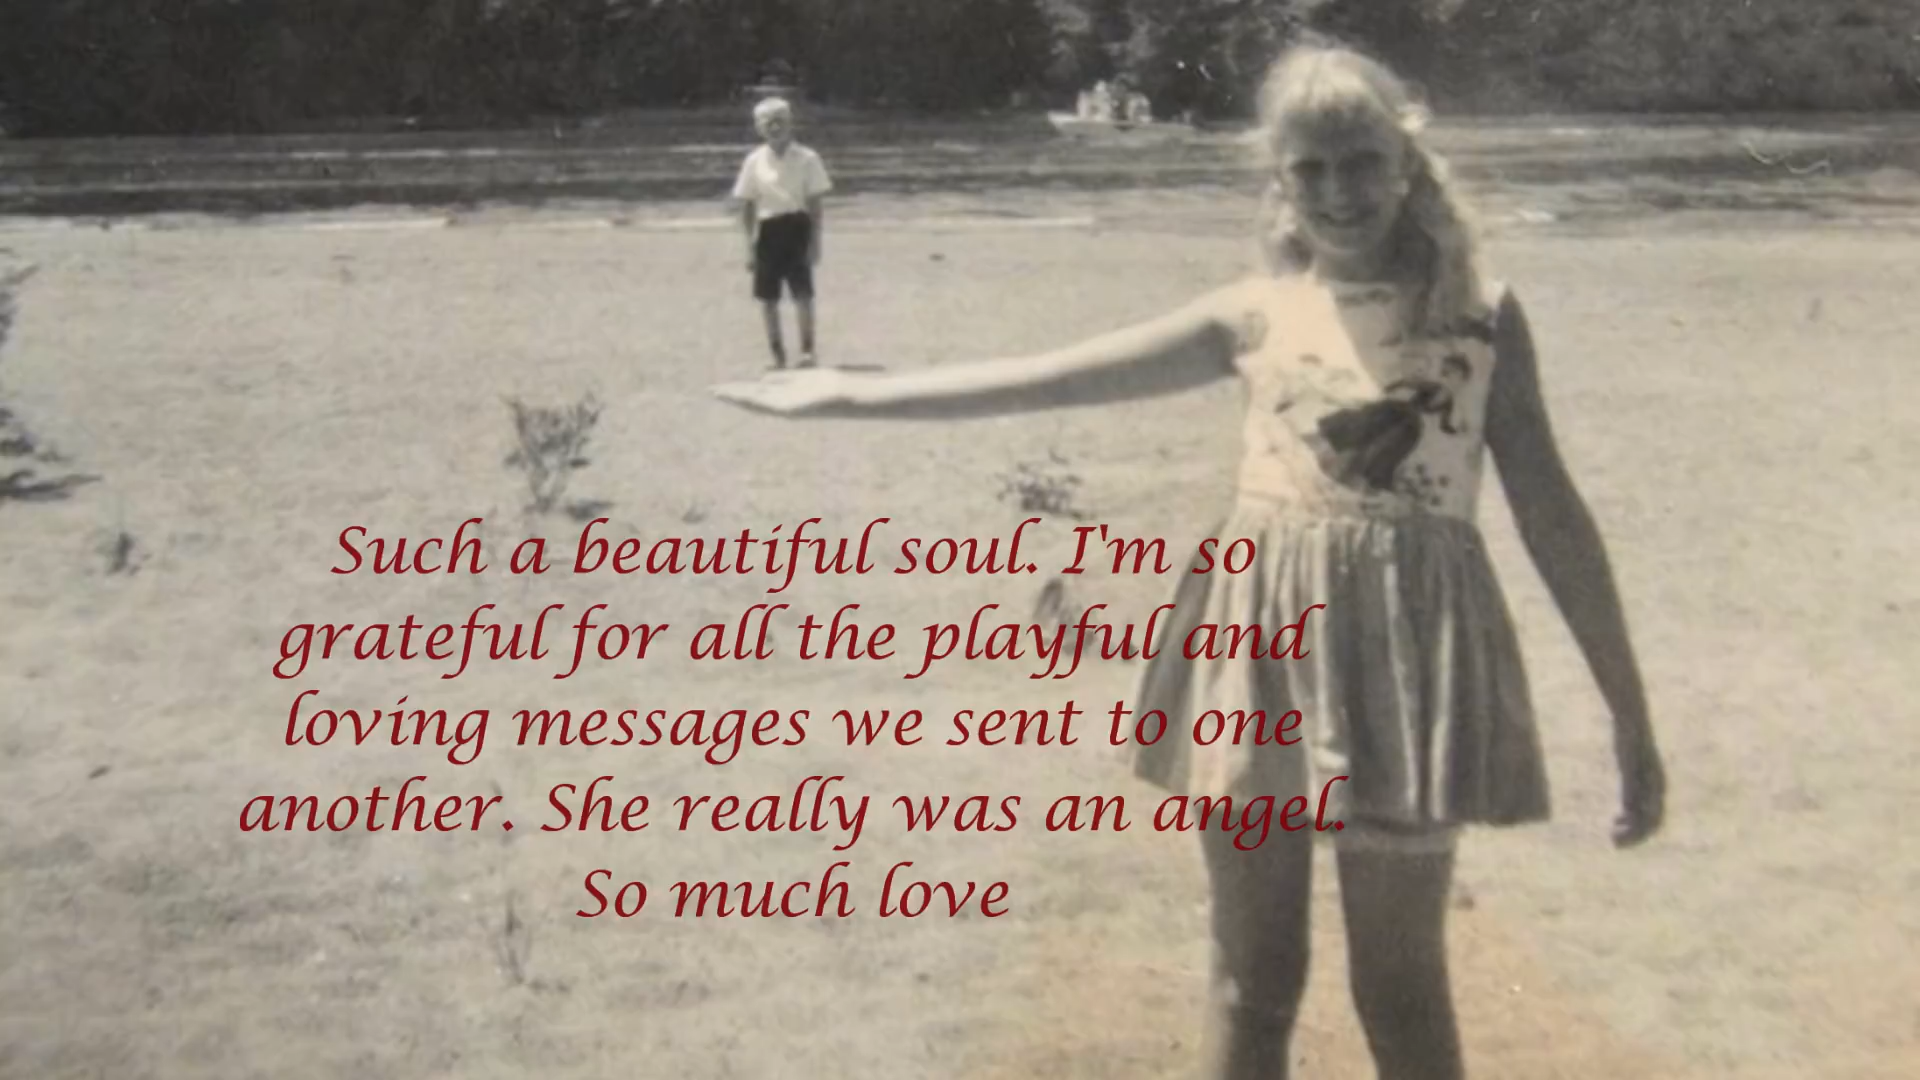 Such a beautiful soul. I'm so
grateful for all the playful and
loving messages we sent to one
another. She really was an angel.
So much love